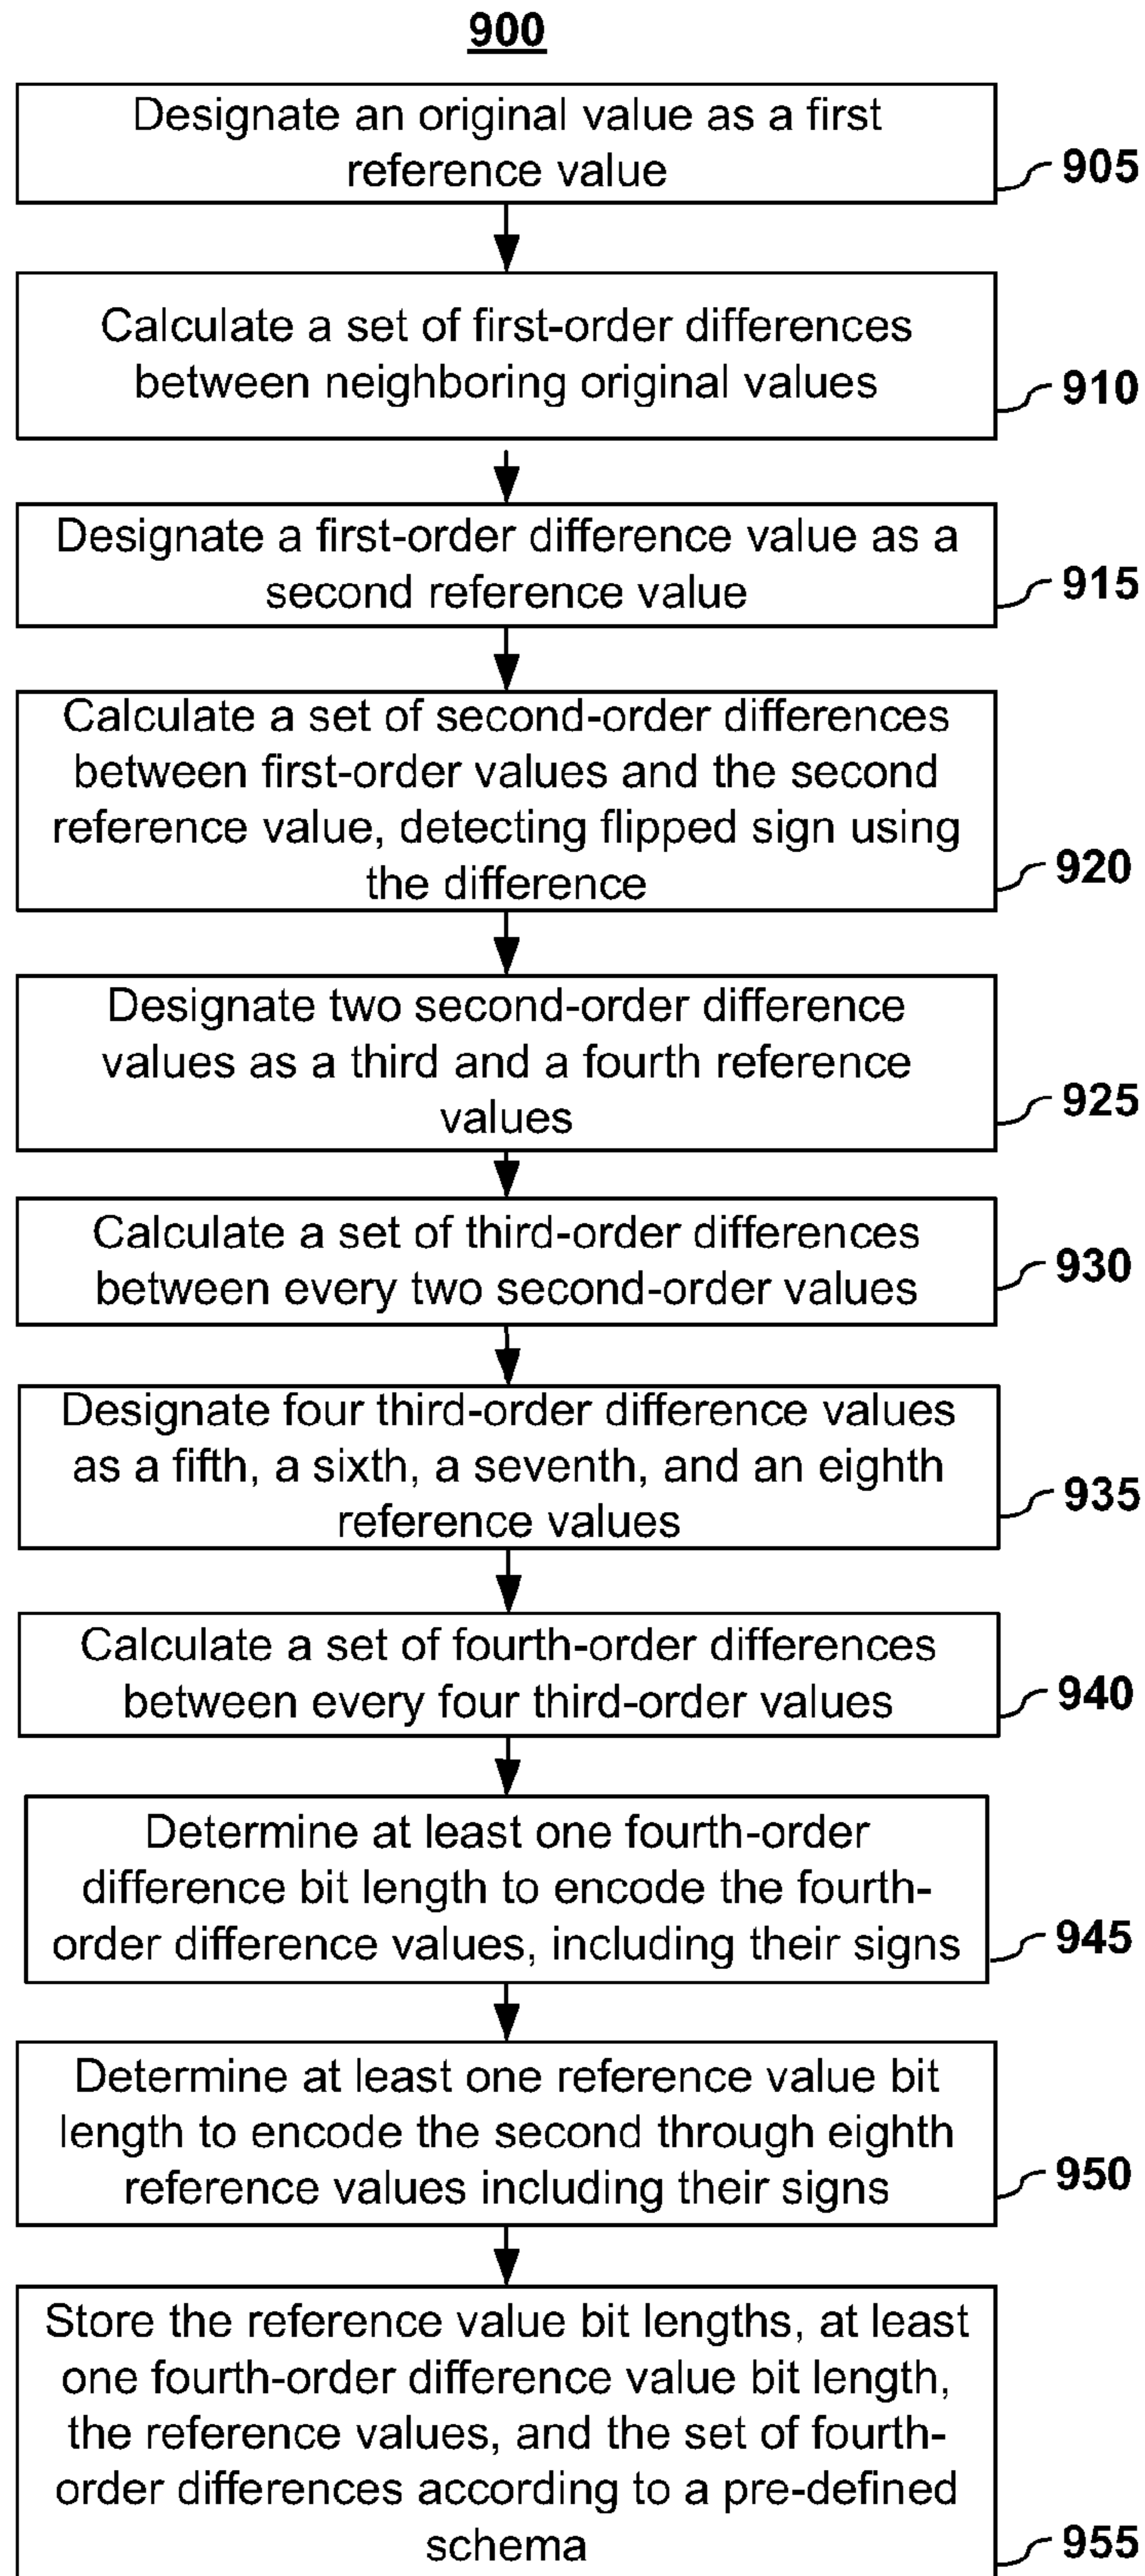 900
Designate an original value as a first
reference value
905
Calculate a set of first-order differences
between neighboring original values
910
Designate a first-order difference value as a
second reference value
915
Calculate a set of second-order differences
between first-order values and the second
reference value, detecting flipped sign using
the difference
920
Designate two second-order difference
values as a third and a fourth reference
values
925
Calculate a set of third-order differences
between every two second-order values
930
Designate four third-order difference values
as a fifth, a sixth, a seventh, and an eighth
reference values
935
Calculate a set of fourth-order differences
between every four third-order values
940
Determine at least one fourth-order
difference bit length to encode the fourth-
order difference values, including their signs
945
Determine at least one reference value bit
length to encode the second through eighth
reference values including their signs
950
Store the reference value bit lengths, at least
one fourth-order difference value bit length,
the reference values, and the set of fourth-
order differences according to a pre-defined
schema
955